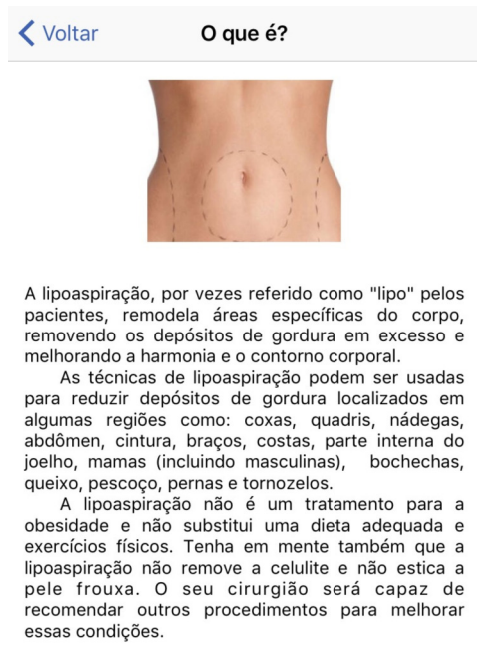 Voltar
O que é?
A lipoaspiração, por vezes referido como "lipo" pelos
pacientes, remodela áreas específicas do corpo,
removendo os depósitos de gordura em excesso e
melhorando a harmonia e o contorno corporal.
As técnicas de lipoaspiração podem ser usadas
para reduzir depósitos de gordura localizados em
algumas regiões como: coxas, quadris, nádegas,
abdômen, cintura, braços, costas, parte interna do
joelho, mamas (incluindo masculinas), bochechas,
queixo, pescoço, pernas e tornozelos.
A lipoaspiração não é um tratamento para a
obesidade e não substitui uma dieta adequada e
exercícios físicos. Tenha em mente também que a
lipoaspiração não remove a celulite e não estica a
pele frouxa. O seu cirurgião será capaz de
recomendar outros procedimentos para melhorar
essas condições.